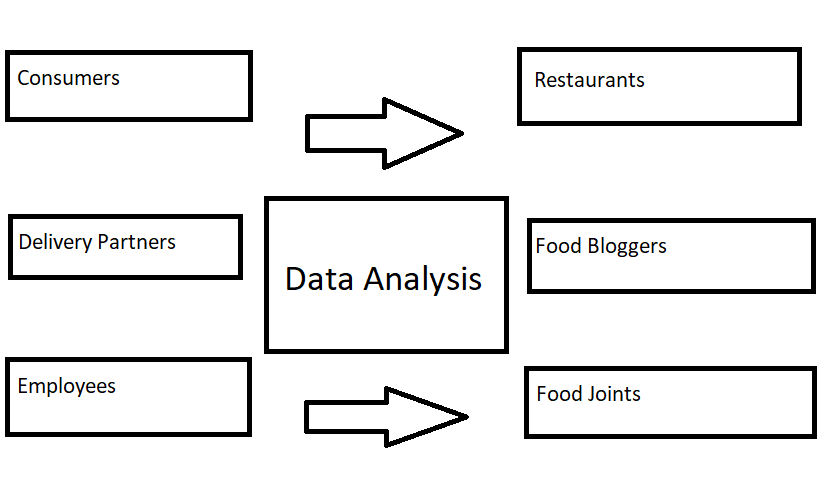 Consumers
Restaurants
Delivery Partners
Food Bloggers
Data Analysis
Employees
Food Joints